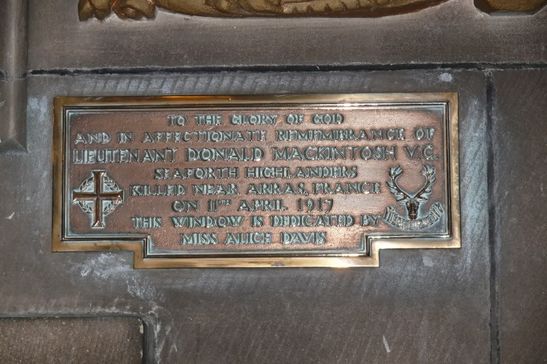 TO THE GLORY OF GOD
AND IN AFFECTIONATE REMEMBRANCE OF
LIEUTENANT DONALD MACKINTOSH V.C.
SEAFORTH HIGHLANDERS
KILLED NEAR ARRAS, FRANCE
ON 11TH APRIL 1917
THIS WINDOW IS DEDICATED BY
MISS ALICE DAVIS